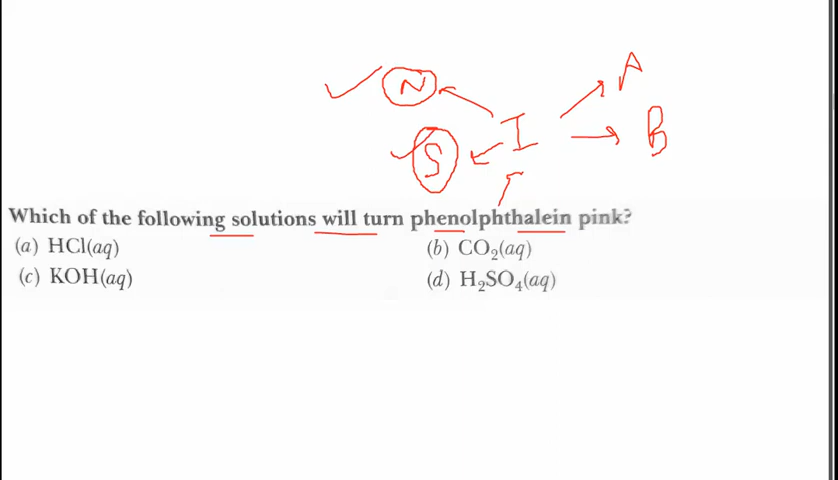 N
A
I
B
S
Which of the following solutions will turn phenolphthalein pink?
(a) HCl(aq)
(b) CO₂(aq)
(c) KOH(aq)
(d) H₂SO₄(aq)